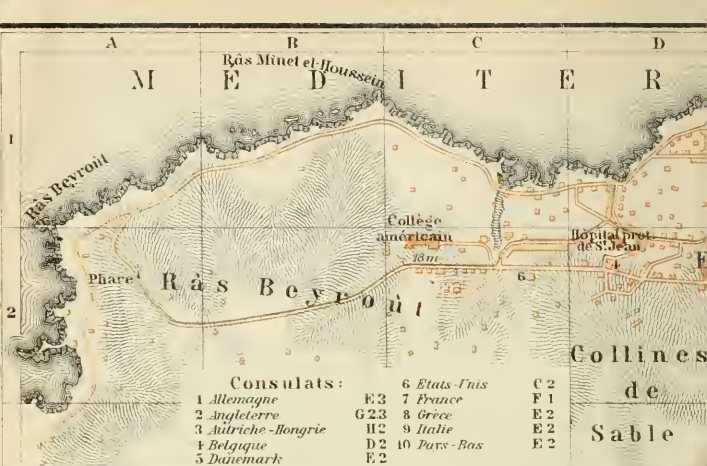 A B C D
MEDITER
Râs Minet el-Houssein
1
Râs Beyroût
Collège
américain
18m
Hôpital prot.
de St Jean
Phare
Râs Beyroût
6
4
2
Collines
de
Sable
Consulats:
1 Allemagne E 3
2 Angleterre G 2.3
3 Autriche-Hongrie H 2
4 Belgique D 2
5 Danemark E 2
6 Etats-Unis C 2
7 France F 1
8 Grèce E 2
9 Italie E 2
10 Pays-Bas E 2